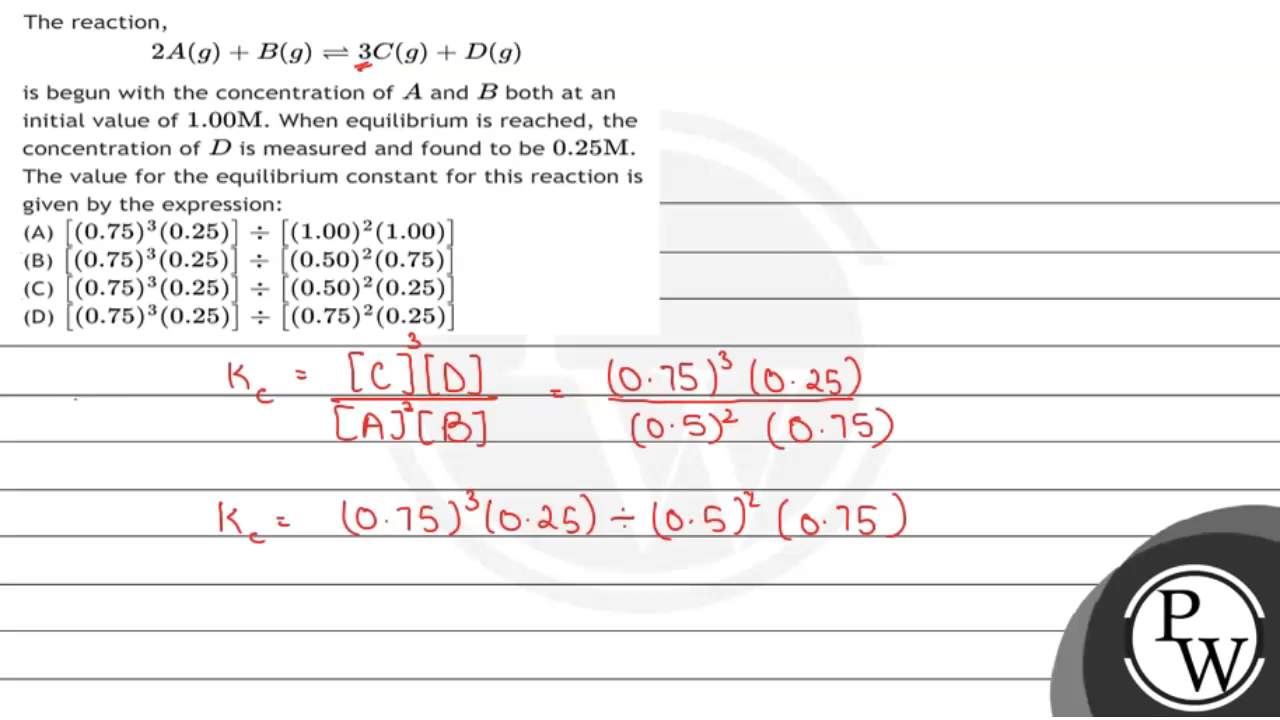 The reaction,
2A(g) + B(g) ⇌ 3C(g) + D(g)
is begun with the concentration of A and B both at an
initial value of 1.00M. When equilibrium is reached, the
concentration of D is measured and found to be 0.25M.
The value for the equilibrium constant for this reaction is
given by the expression:
(A) [(0.75)³(0.25)] ÷ [(1.00)²(1.00)]
(B) [(0.75)³(0.25)] ÷ [(0.50)²(0.75)]
(C) [(0.75)³(0.25)] ÷ [(0.50)²(0.25)]
(D) [(0.75)³(0.25)] ÷ [(0.75)²(0.25)]
K_c = [C]³[D] / [A]²[B] = (0.75)³ (0.25) / (0.5)² (0.75)
K_c = (0.75)³(0.25) ÷ (0.5)² (0.75)
PW